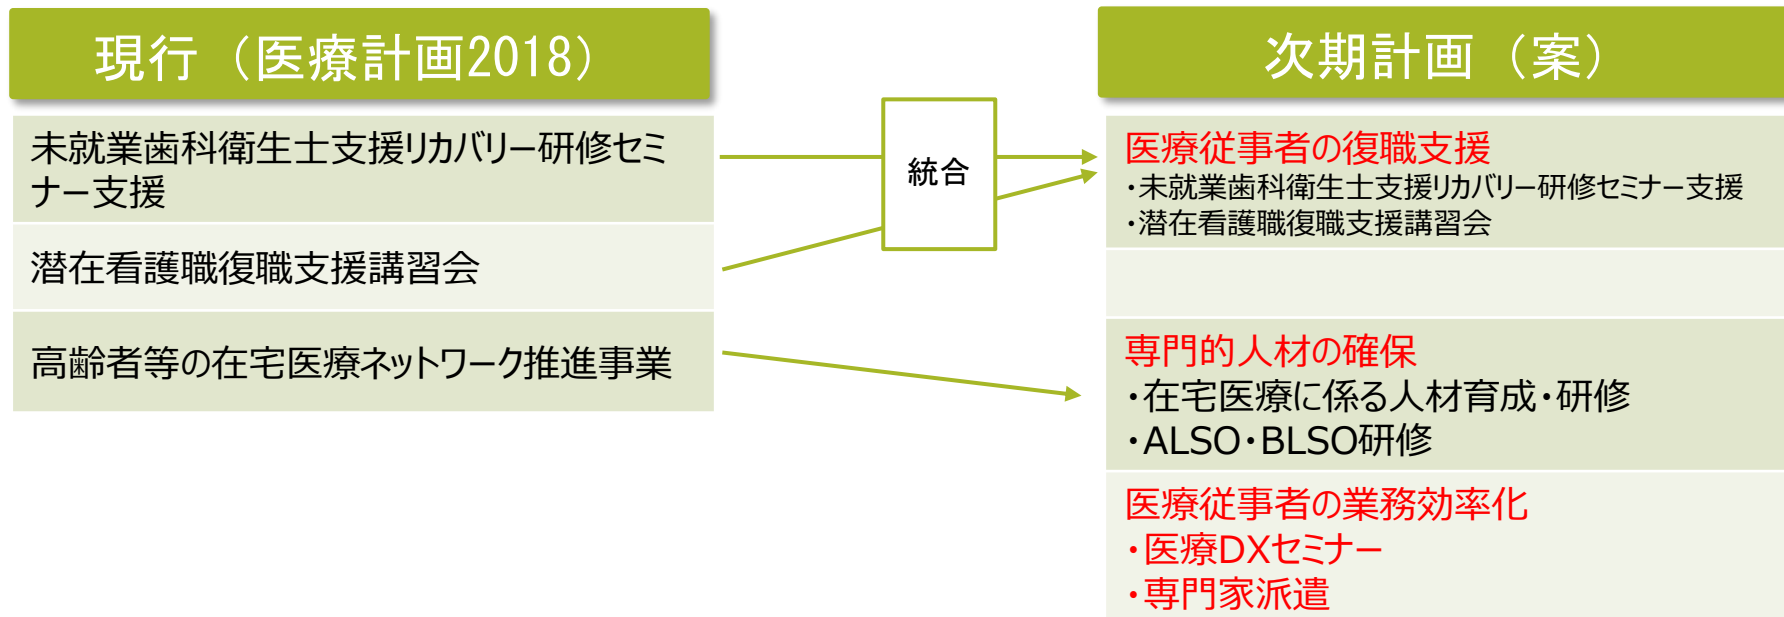 現行（医療計画2018）
未就業歯科衛生士支援リカバリー研修セミ
ナー支援
潜在看護職復職支援講習会
高齢者等の在宅医療ネットワーク推進事業
統合
次期計画（案）
医療従事者の復職支援
・未就業歯科衛生士支援リカバリー研修セミナー支援
・潜在看護職復職支援講習会
専門的人材の確保
・在宅医療に係る人材育成・研修
・ALSO・BLSO研修
医療従事者の業務効率化
・医療DXセミナー
・専門家派遣